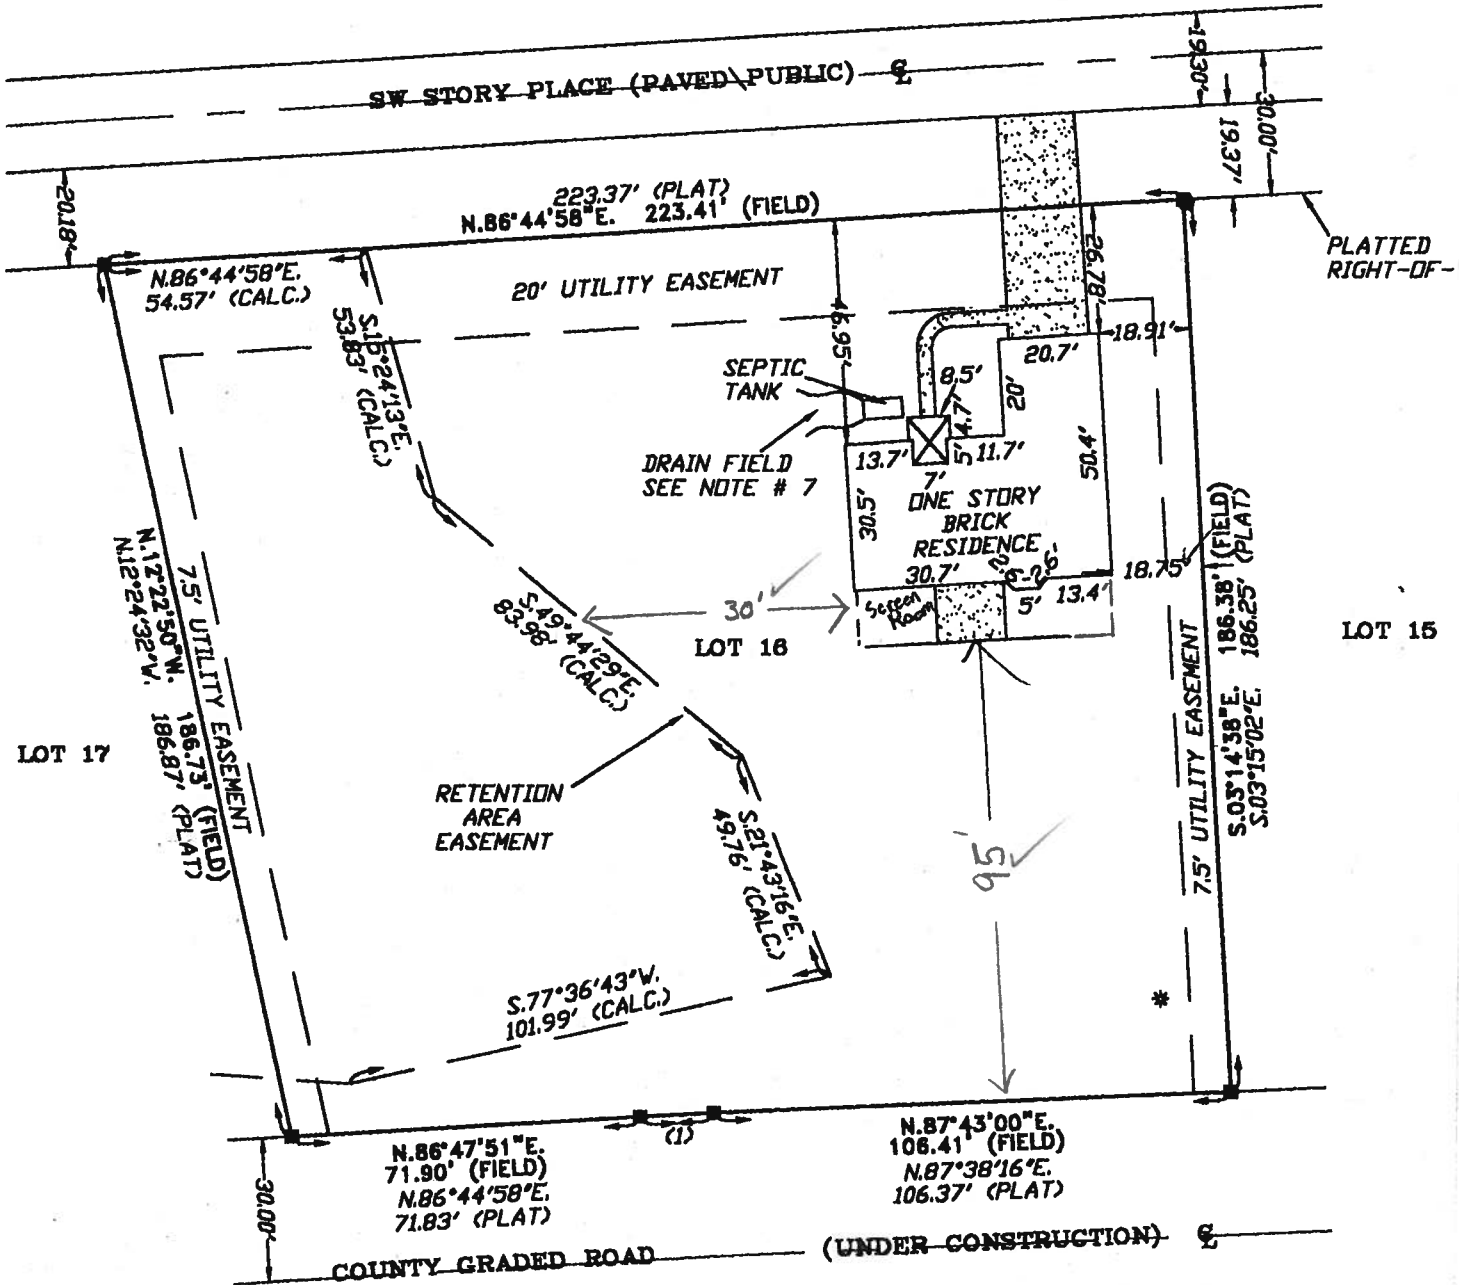 SW STORY PLACE (PAVED\PUBLIC) ℄
19.30'
30.00'
19.37'
20.18'
223.37' (PLAT)
N.86°44'58"E. 223.41' (FIELD)
N.86°44'58"E.
54.57' (CALC.)
20' UTILITY EASEMENT
PLATTED
RIGHT-OF-
26.78'
46.95'
18.91'
20.7'
S.15°24'13"E.
53.83' (CALC.)
SEPTIC
TANK
8.5'
4.7'
20'
DRAIN FIELD
SEE NOTE # 7
13.7'
5'
11.7'
7'
50.4'
30.5'
ONE STORY
BRICK
RESIDENCE
30.7'
2.6'
2.6'
18.75'
5'
13.4'
Screen
Room
30'
S.49°44'29"E.
83.98' (CALC.)
LOT 16
LOT 15
N.12°22'50"W. 186.73' (FIELD)
N.12°24'32"W. 186.87' (PLAT)
7.5' UTILITY EASEMENT
S.03°14'38"E. 186.38' (FIELD)
S.03°15'02"E. 186.25' (PLAT)
7.5' UTILITY EASEMENT
LOT 17
RETENTION
AREA
EASEMENT
S.21°43'16"E.
49.76' (CALC.)
95'
S.77°36'43"W.
101.99' (CALC.)
*
N.86°47'51"E.
71.90' (FIELD)
N.86°44'58"E.
71.83' (PLAT)
(1)
N.87°43'00"E.
106.41' (FIELD)
N.87°38'16"E.
106.37' (PLAT)
30.00'
COUNTY GRADED ROAD (UNDER CONSTRUCTION) ℄